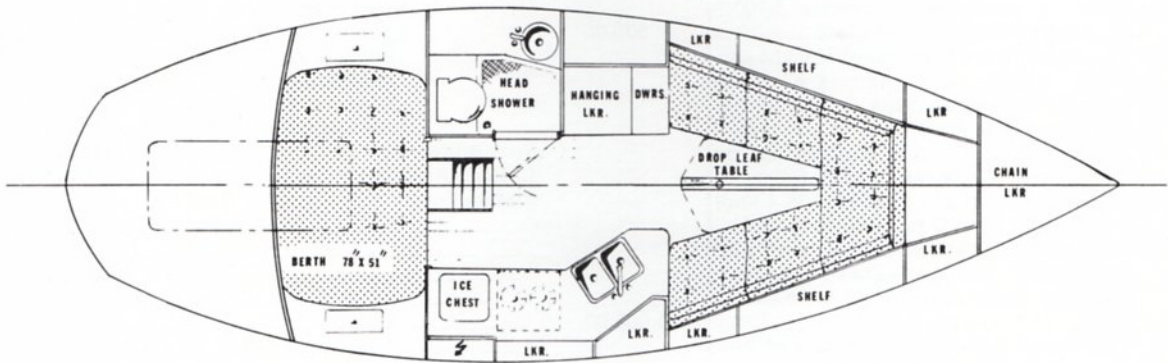 LKR
SHELF
HEAD
SHOWER
HANGING
LKR.
DWRS.
LKR
DROP LEAF
TABLE
CHAIN
LKR
BERTH 78" X 51"
ICE
CHEST
LKR.
SHELF
LKR.
LKR.
LKR.